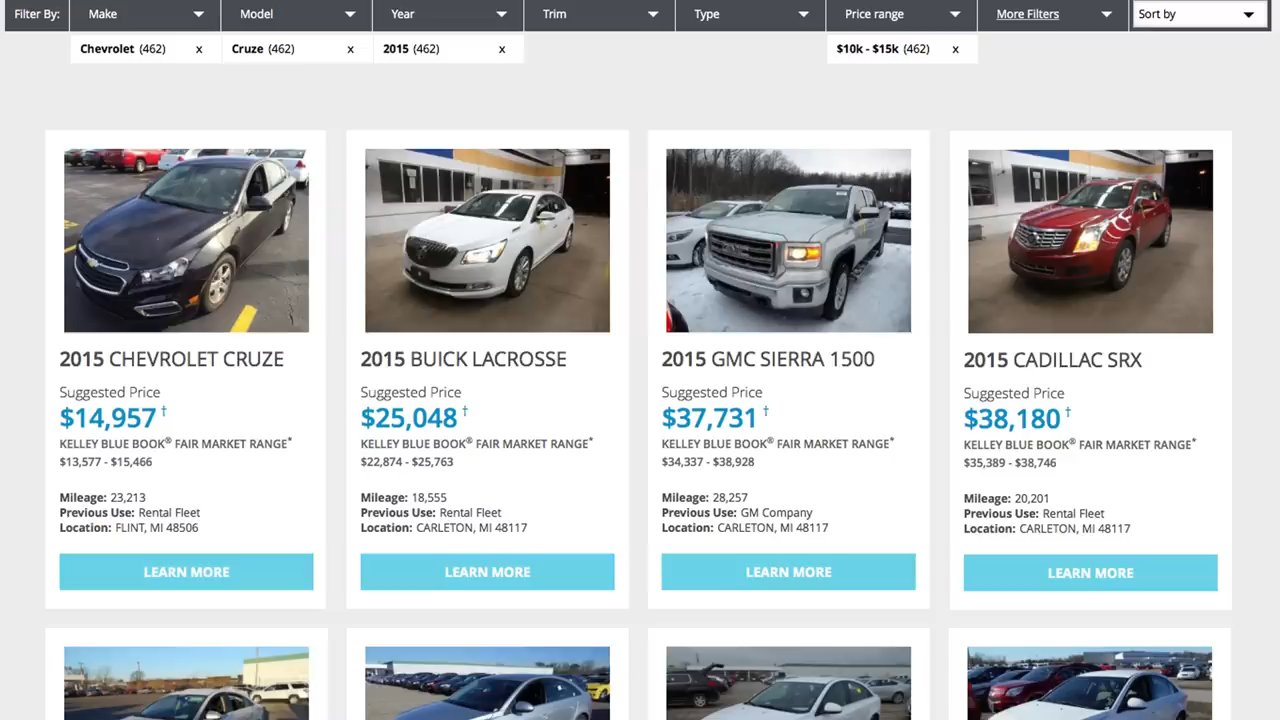 Filter By: Make Model Year Trim Type Price range More Filters Sort by
Chevrolet (462) x Cruze (462) x 2015 (462) x $10k - $15k (462) x
2015 CHEVROLET CRUZE
Suggested Price
$14,957†
KELLEY BLUE BOOK® FAIR MARKET RANGE*
$13,577 - $15,466
Mileage: 23,213
Previous Use: Rental Fleet
Location: FLINT, MI 48506
LEARN MORE
2015 BUICK LACROSSE
Suggested Price
$25,048†
KELLEY BLUE BOOK® FAIR MARKET RANGE*
$22,874 - $25,763
Mileage: 18,555
Previous Use: Rental Fleet
Location: CARLETON, MI 48117
LEARN MORE
2015 GMC SIERRA 1500
Suggested Price
$37,731†
KELLEY BLUE BOOK® FAIR MARKET RANGE*
$34,337 - $38,928
Mileage: 28,257
Previous Use: GM Company
Location: CARLETON, MI 48117
LEARN MORE
2015 CADILLAC SRX
Suggested Price
$38,180†
KELLEY BLUE BOOK® FAIR MARKET RANGE*
$35,389 - $38,746
Mileage: 20,201
Previous Use: Rental Fleet
Location: CARLETON, MI 48117
LEARN MORE